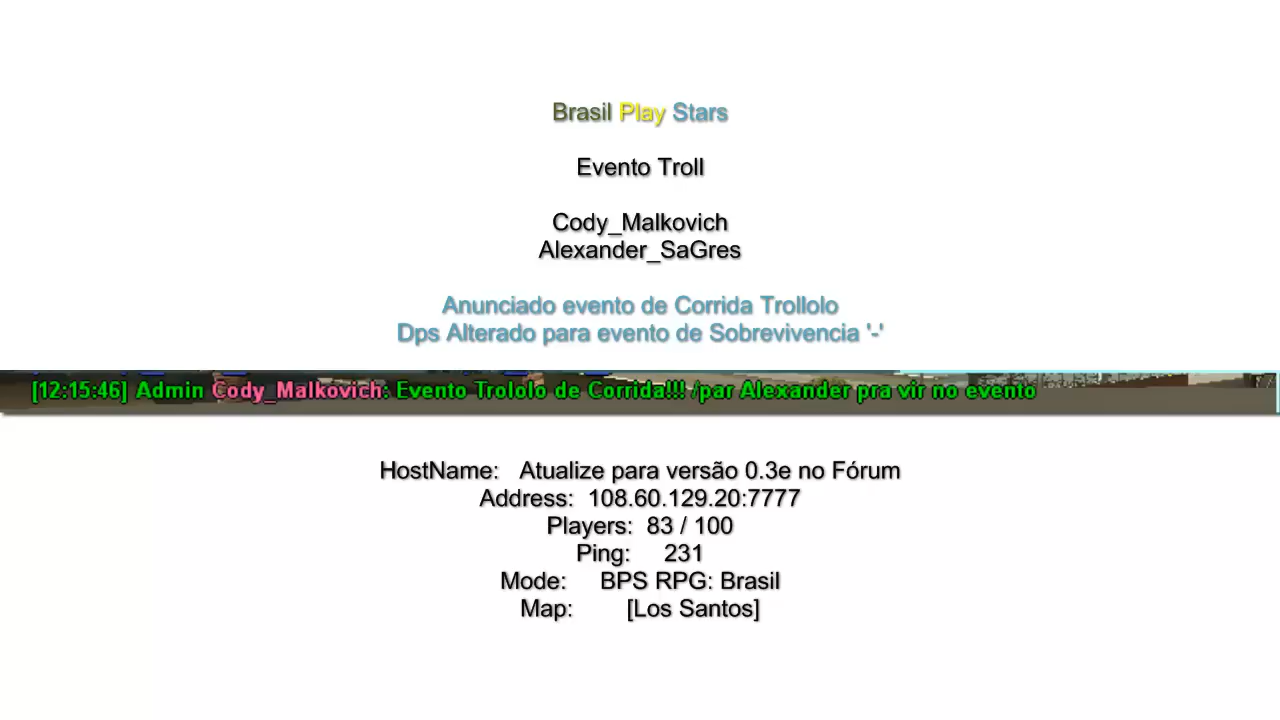 Brasil Play Stars
Evento Troll
Cody_Malkovich
Alexander_SaGres
Anunciado evento de Corrida Trollolo
Dps Alterado para evento de Sobrevivencia '-'
[12:15:46] Admin Cody_Malkovich: Evento Trololo de Corrida!!! /par Alexander pra vir no evento
HostName: Atualize para versão 0.3e no Fórum
Address: 108.60.129.20:7777
Players: 83 / 100
Ping: 231
Mode: BPS RPG: Brasil
Map: [Los Santos]